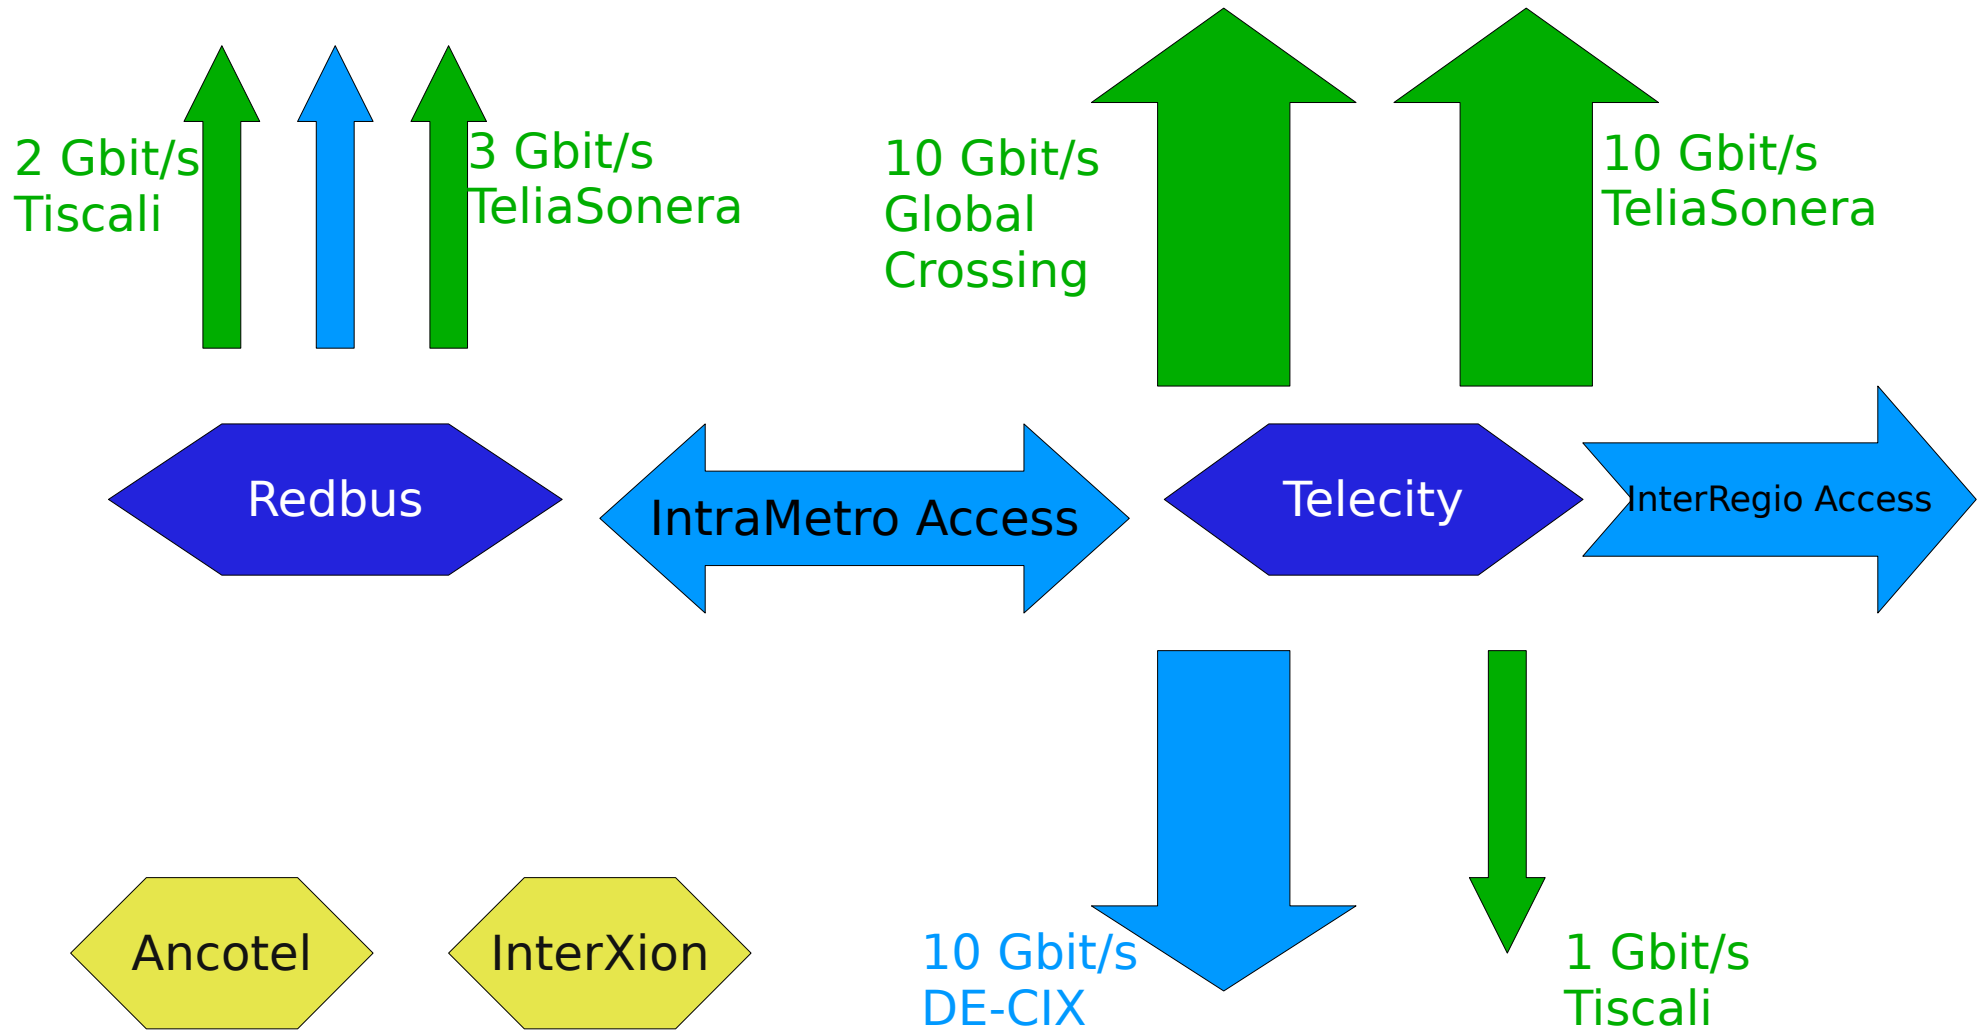 2 Gbit/s
Tiscali
3 Gbit/s
TeliaSonera
10 Gbit/s
Global
Crossing
10 Gbit/s
TeliaSonera
Redbus
IntraMetro Access
Telecity
InterRegio Access
Ancotel
InterXion
10 Gbit/s
DE-CIX
1 Gbit/s
Tiscali